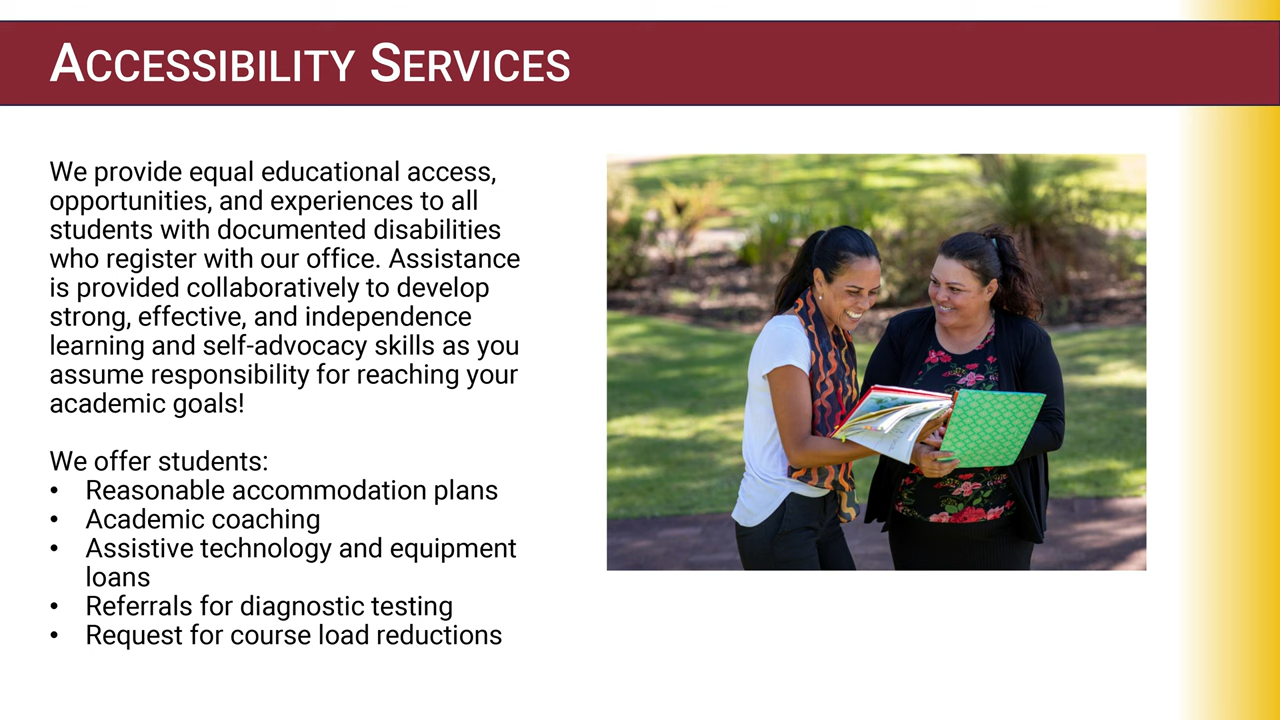 Accessibility Services
We provide equal educational access,
opportunities, and experiences to all
students with documented disabilities
who register with our office. Assistance
is provided collaboratively to develop
strong, effective, and independence
learning and self-advocacy skills as you
assume responsibility for reaching your
academic goals!
We offer students:
• Reasonable accommodation plans
• Academic coaching
• Assistive technology and equipment
loans
• Referrals for diagnostic testing
• Request for course load reductions